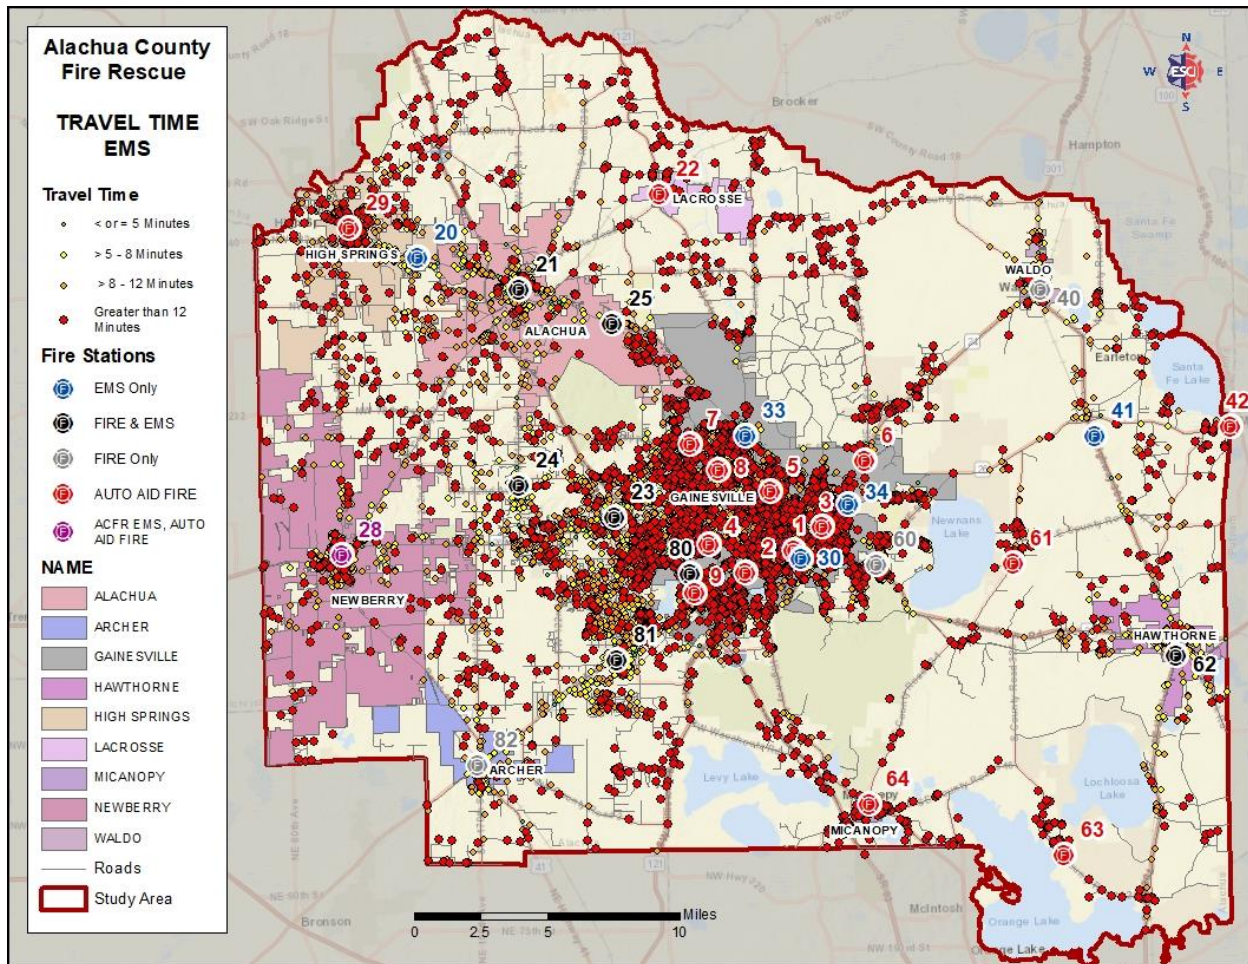 Alachua County
Fire Rescue
TRAVEL TIME
EMS
Travel Time
< or = 5 Minutes
> 5 - 8 Minutes
> 8 - 12 Minutes
Greater than 12
Minutes
Fire Stations
EMS Only
FIRE & EMS
FIRE Only
AUTO AID FIRE
ACFR EMS, AUTO
AID FIRE
NAME
ALACHUA
ARCHER
GAINESVILLE
HAWTHORNE
HIGH SPRINGS
LACROSSE
MICANOPY
NEWBERRY
WALDO
Roads
Study Area
N
W ESCI E
S
Brooker
Hampton
Santa Fe
Swamp
22
LACROSSE
29
HIGH SPRINGS
20
21
25
ALACHUA
WALDO
40
Earleton
Santa
Fe Lake
41
42
7
33
6
8
5
24
23
GAINESVILLE
34
3
4
1
2
30
80
9
60
Newnans
Lake
61
28
NEWBERRY
81
HAWTHORNE
62
82
ARCHER
Levy Lake
64
MICANOPY
Lochloosa
Lake
63
Orange Lake
Orange Lake
McIntosh
Bronson
0 2.5 5 10
Miles